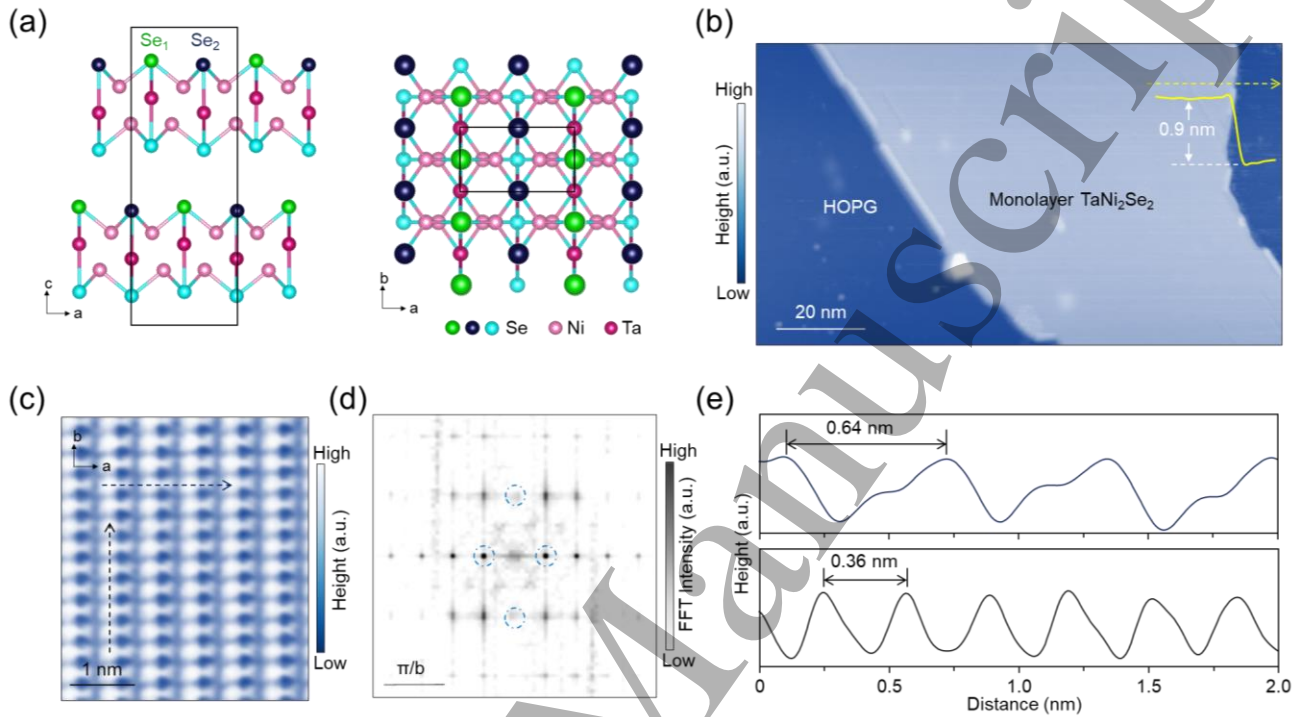 (a)
Se₁
Se₂
c
a
b
a
Se
Ni
Ta
(b)
High
Height (a.u.)
Low
HOPG
Monolayer TaNi₂Se₂
0.9 nm
20 nm
(c)
b
a
1 nm
High
Height (a.u.)
Low
(d)
π/b
High
FFT Intensity (a.u.)
Low
(e)
0.64 nm
0.36 nm
Height (a.u.)
0
0.5
1.0
1.5
2.0
Distance (nm)
Manuscrip